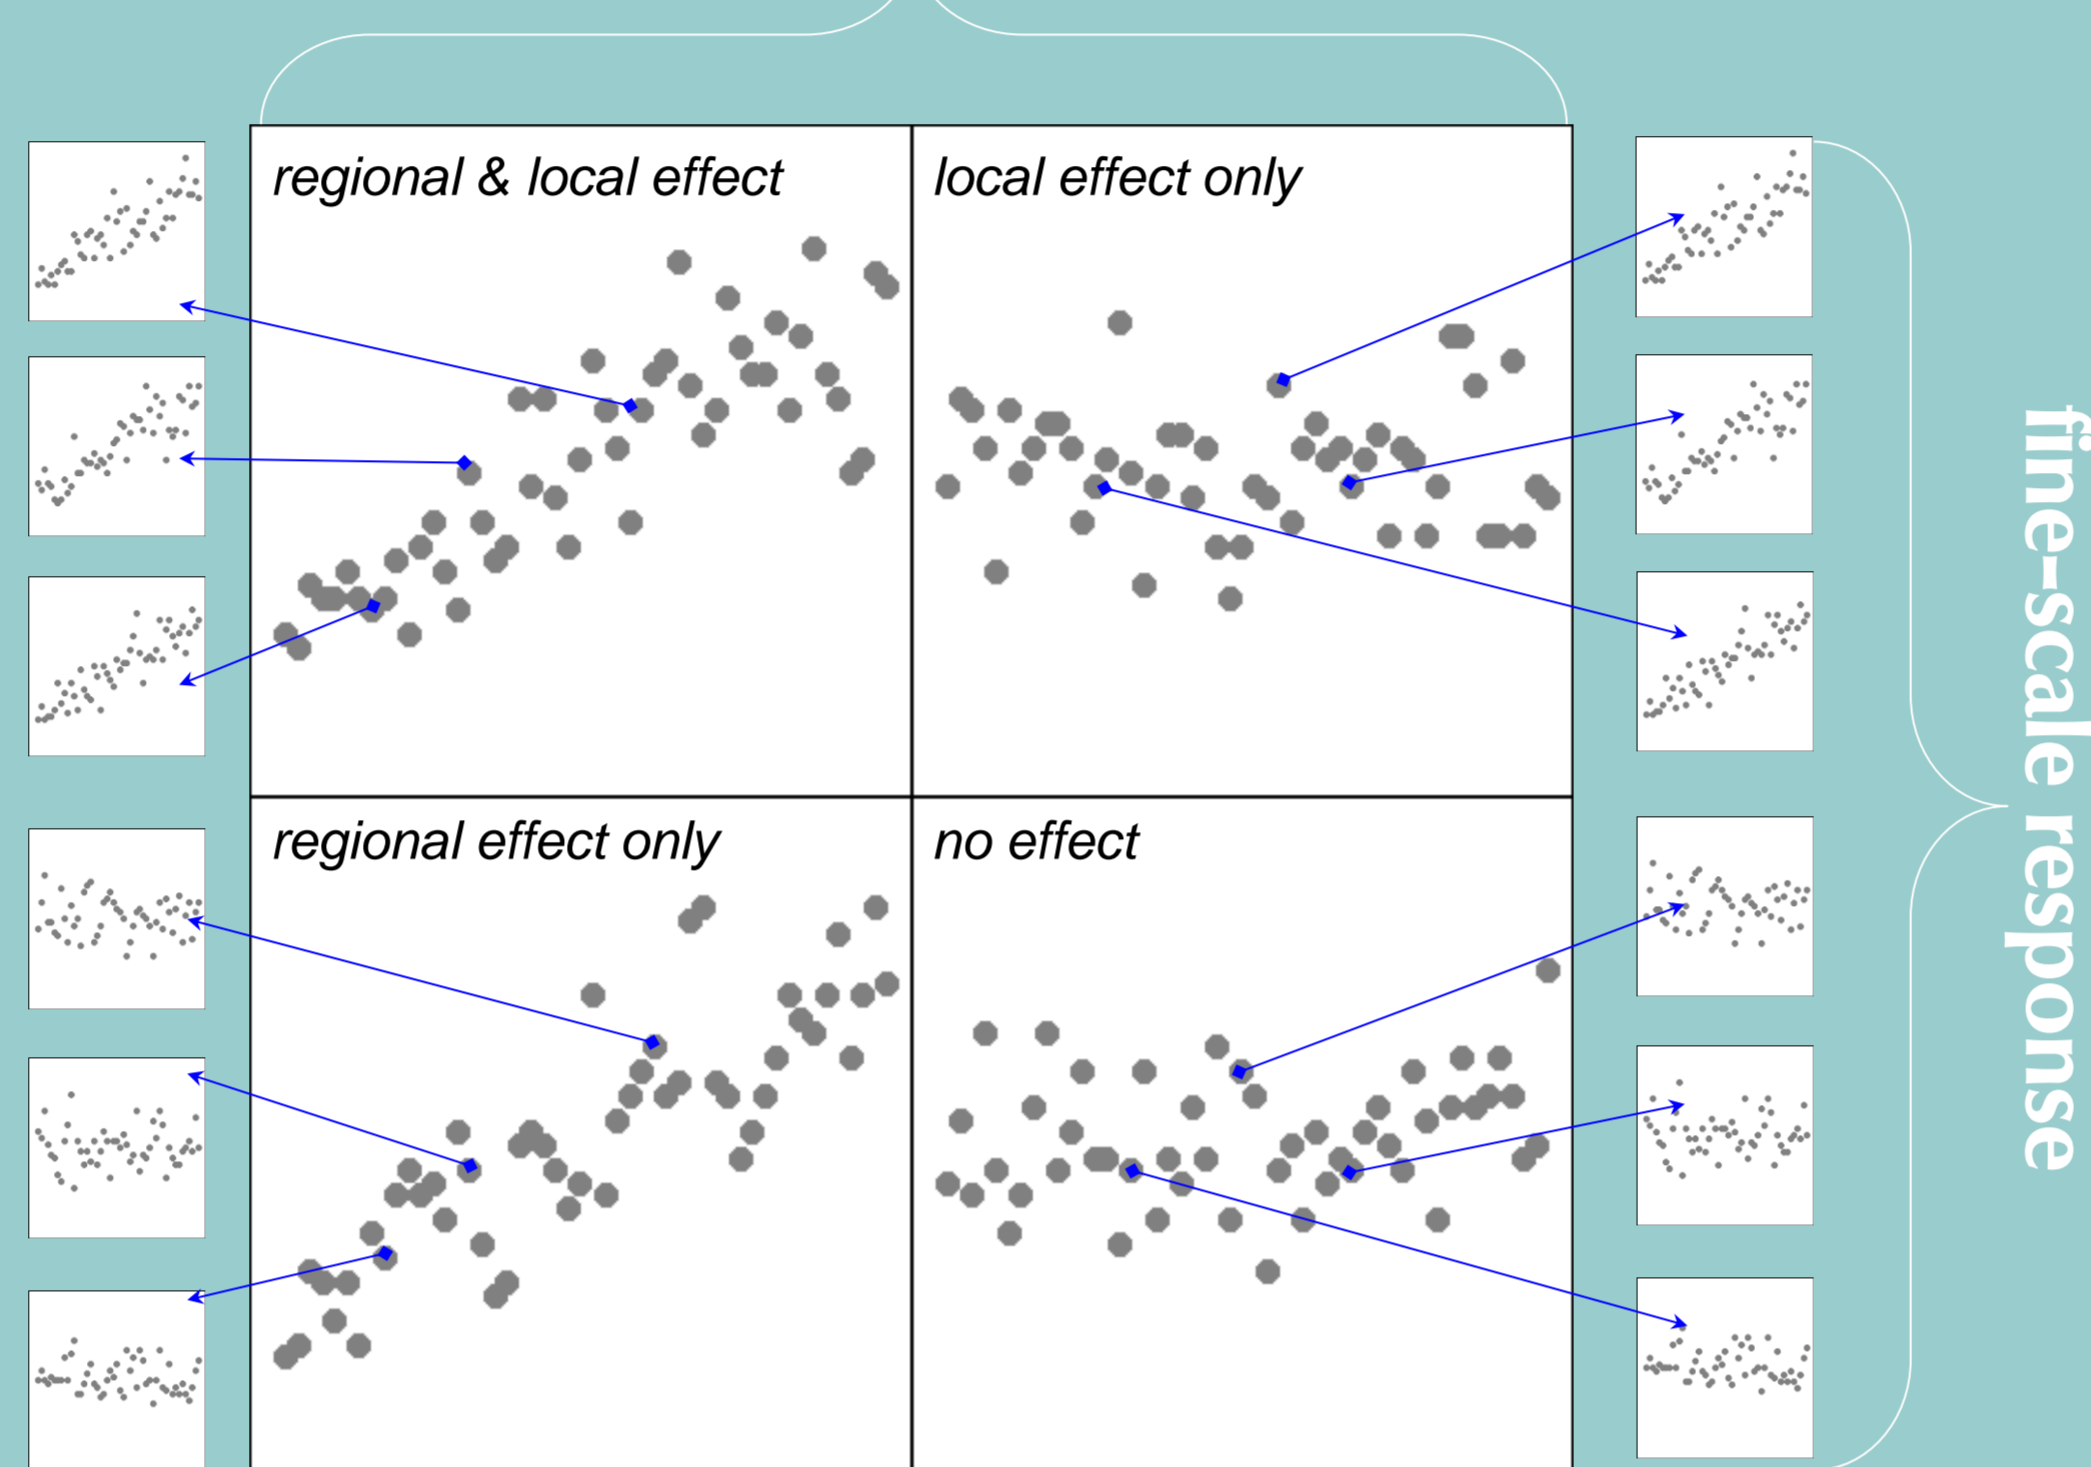 regional & local effect
local effect only
regional effect only
no effect
fine-scale response